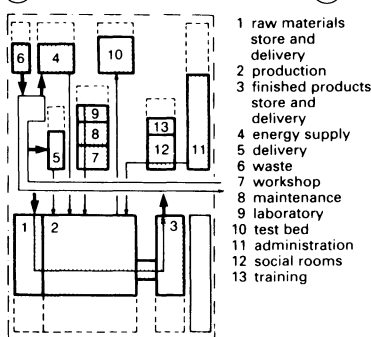 6
4
10
9
8
7
5
13
12
11
1
2
3
1 raw materials
store and
delivery
2 production
3 finished products
store and
delivery
4 energy supply
5 delivery
6 waste
7 workshop
8 maintenance
9 laboratory
10 test bed
11 administration
12 social rooms
13 training